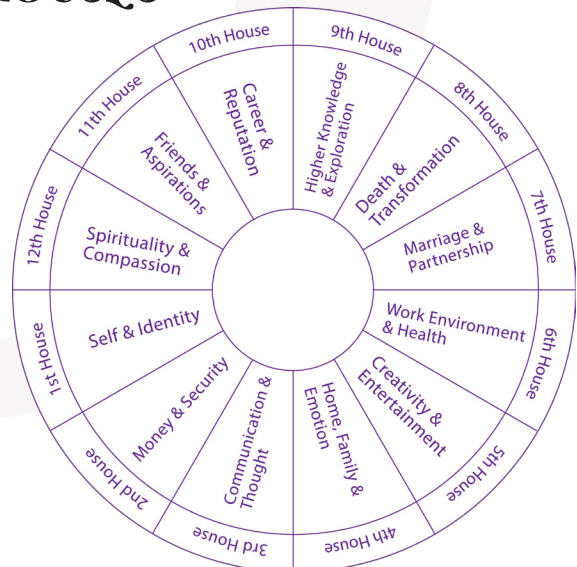 10th House
9th House
8th House
7th House
6th House
5th House
4th House
3rd House
2nd House
1st House
12th House
11th House
Career &
Reputation
Higher Knowledge
& Exploration
Death &
Transformation
Marriage &
Partnership
Work Environment
& Health
Creativity &
Entertainment
Home, Family &
Emotion
Communication &
Thought
Money & Security
Self & Identity
Spirituality &
Compassion
Friends &
Aspirations